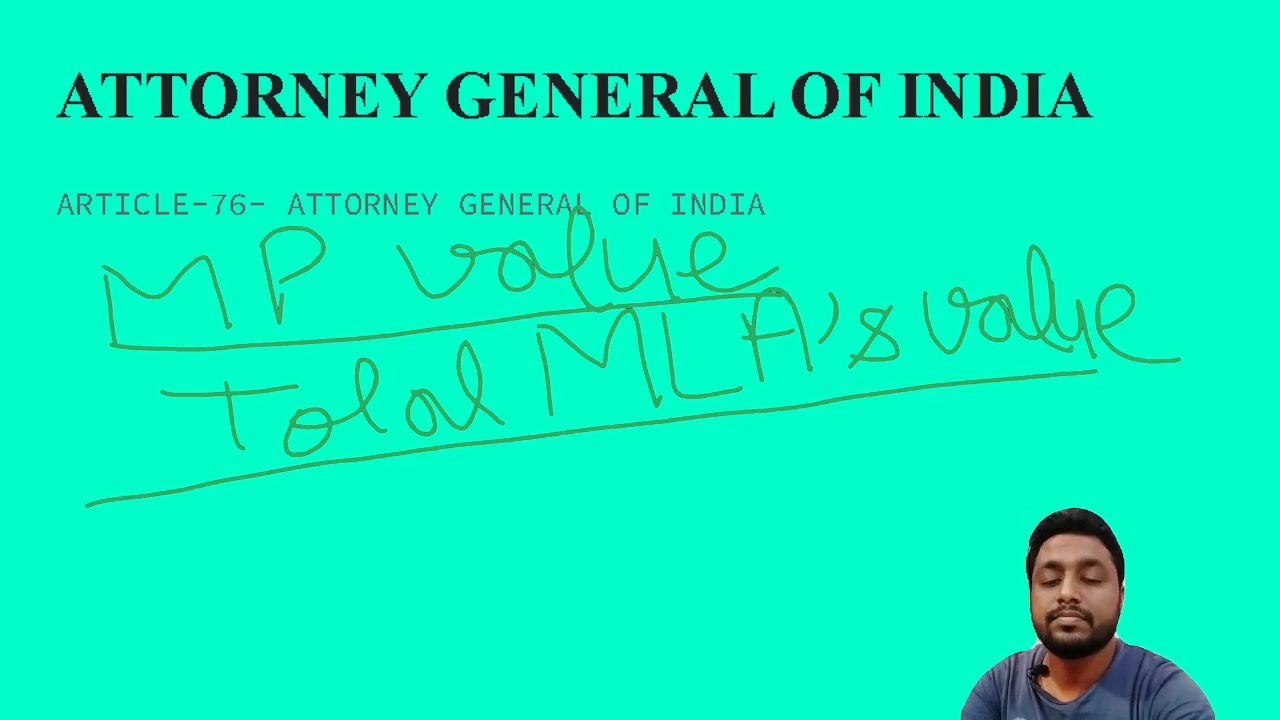 ATTORNEY GENERAL OF INDIA
ARTICLE-76- ATTORNEY GENERAL OF INDIA
MP value
Total MLA's value